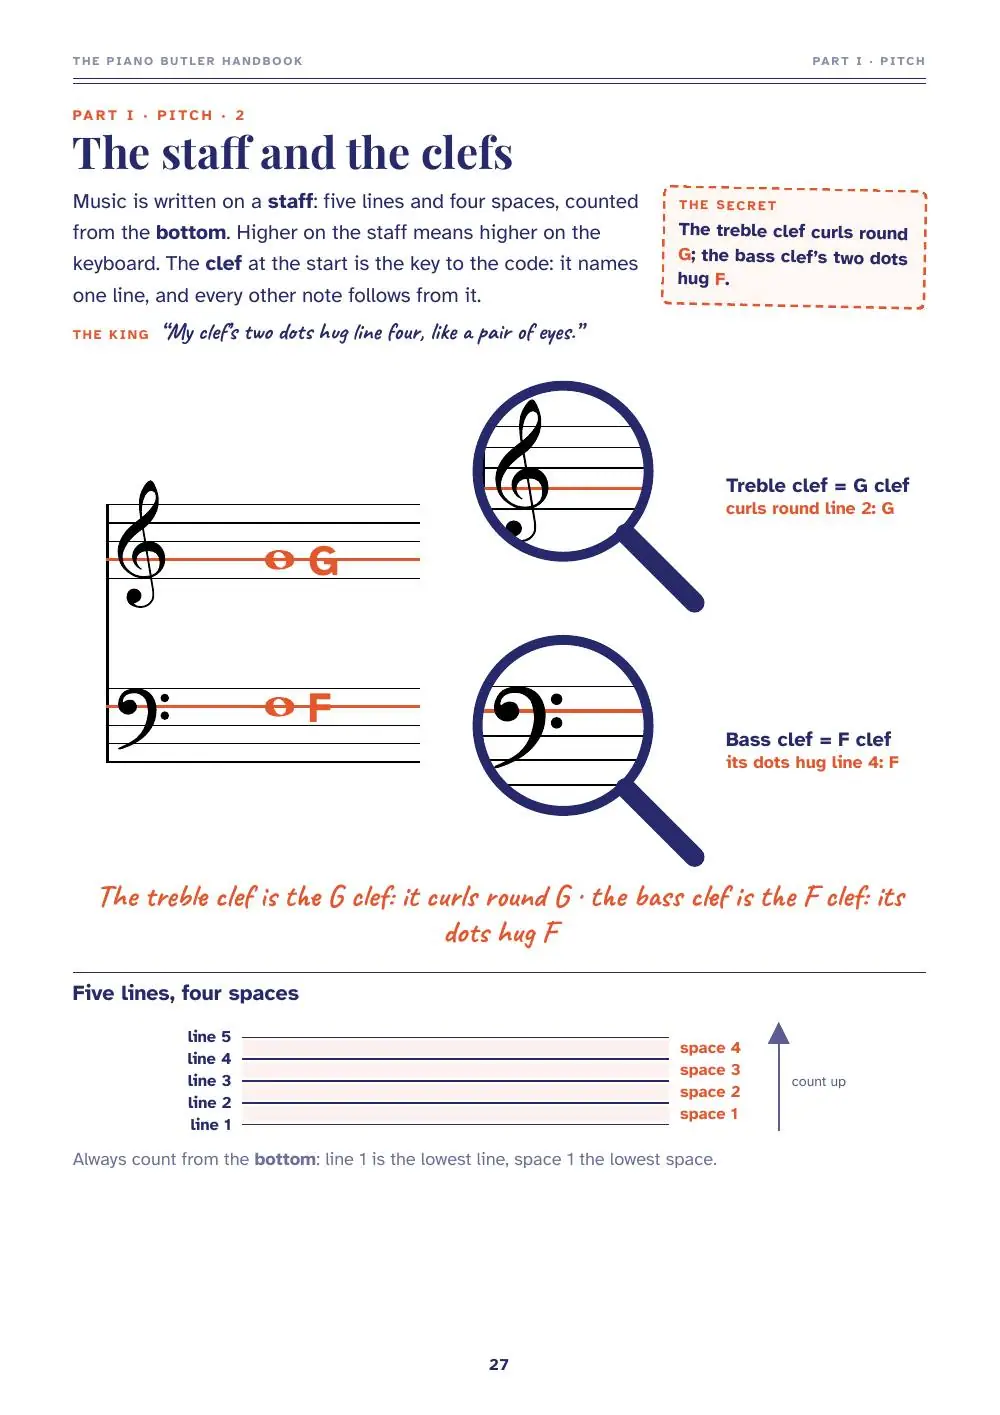 THE PIANO BUTLER HANDBOOK
PART I · PITCH
PART I · PITCH · 2
The staff and the clefs
Music is written on a staff: five lines and four spaces, counted
from the bottom. Higher on the staff means higher on the
keyboard. The clef at the start is the key to the code: it names
one line, and every other note follows from it.
THE KING “My clef’s two dots hug line four, like a pair of eyes.”
THE SECRET
The treble clef curls round
G; the bass clef’s two dots
hug F.
G
F
Treble clef = G clef
curls round line 2: G
Bass clef = F clef
its dots hug line 4: F
The treble clef is the G clef: it curls round G · the bass clef is the F clef: its
dots hug F
Five lines, four spaces
line 5
line 4
line 3
line 2
line 1
space 4
space 3
space 2
space 1
count up
Always count from the bottom: line 1 is the lowest line, space 1 the lowest space.
27